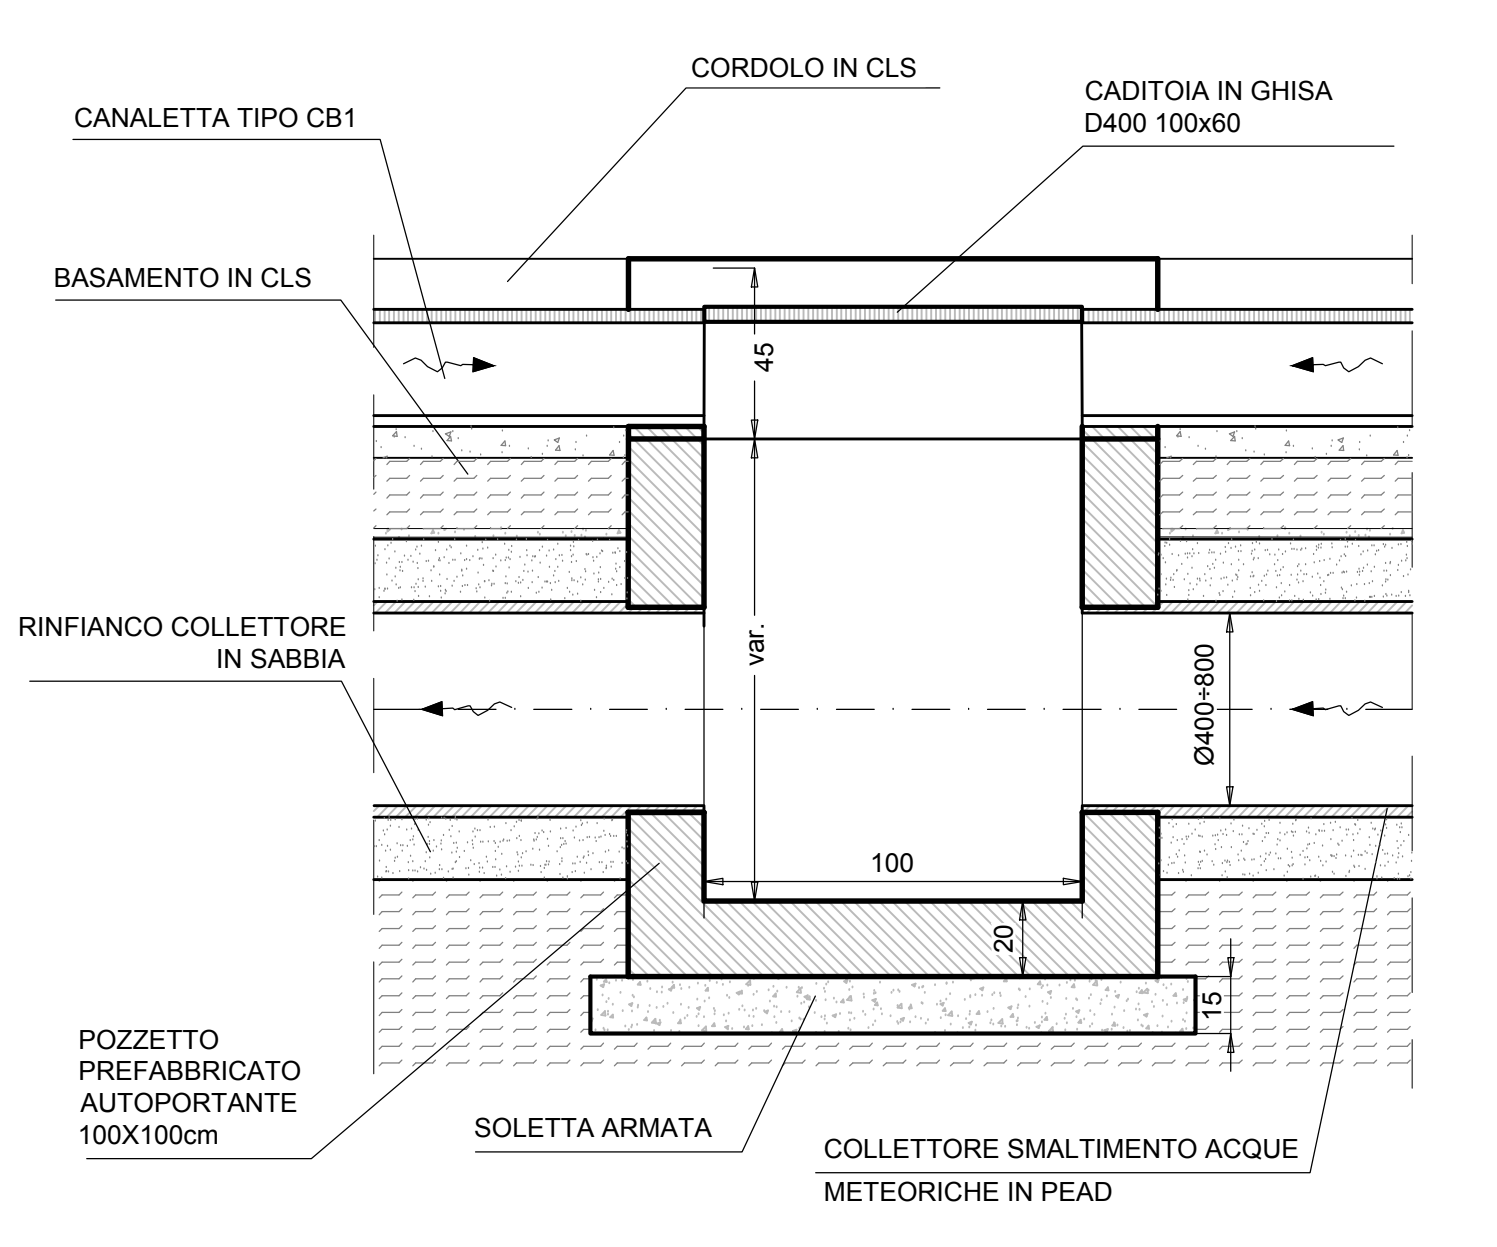 CORDOLO IN CLS
CADITOIA IN GHISA
D400 100x60
CANALETTA TIPO CB1
BASAMENTO IN CLS
45
RINFIANCO COLLETTORE
IN SABBIA
var.
Ø400÷800
100
20
15
POZZETTO
PREFABBRICATO
AUTOPORTANTE
100X100cm
SOLETTA ARMATA
COLLETTORE SMALTIMENTO ACQUE
METEORICHE IN PEAD